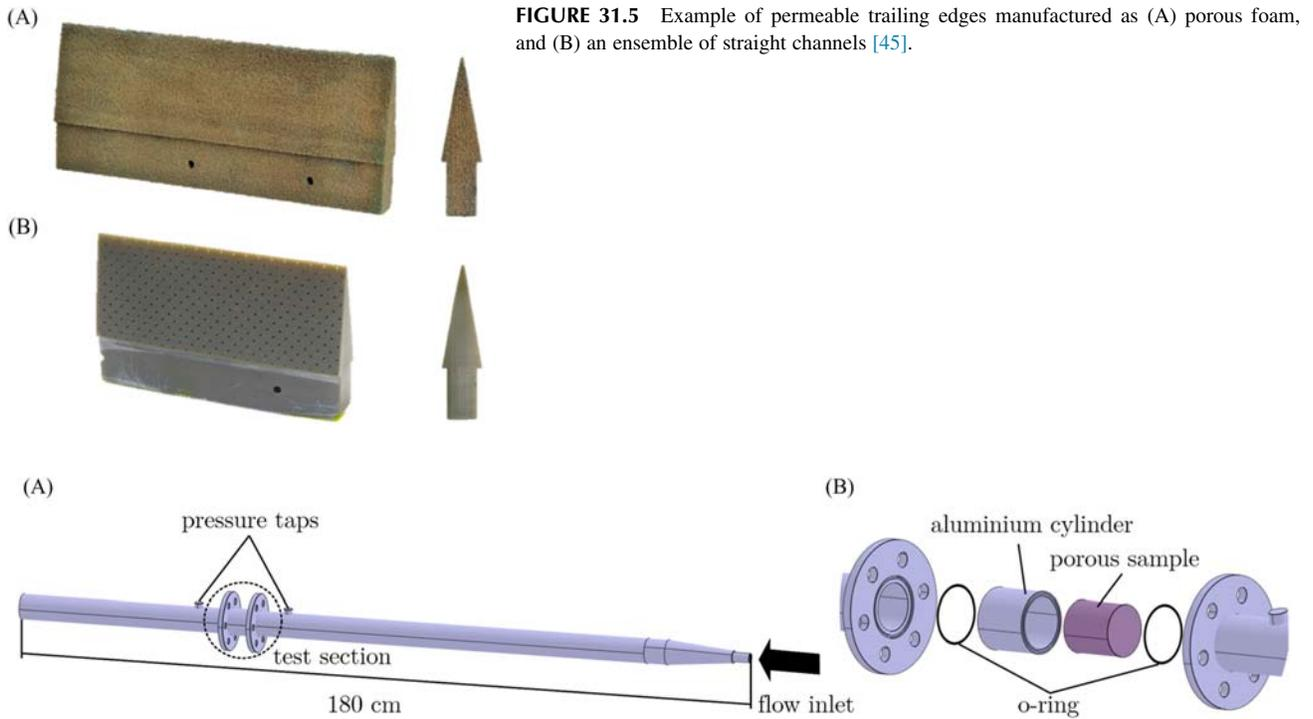 (A)
FIGURE 31.5 Example of permeable trailing edges manufactured as (A) porous foam,
and (B) an ensemble of straight channels [45].
(B)
(A)
pressure taps
test section
180 cm
flow inlet
(B)
aluminium cylinder
porous sample
o-ring